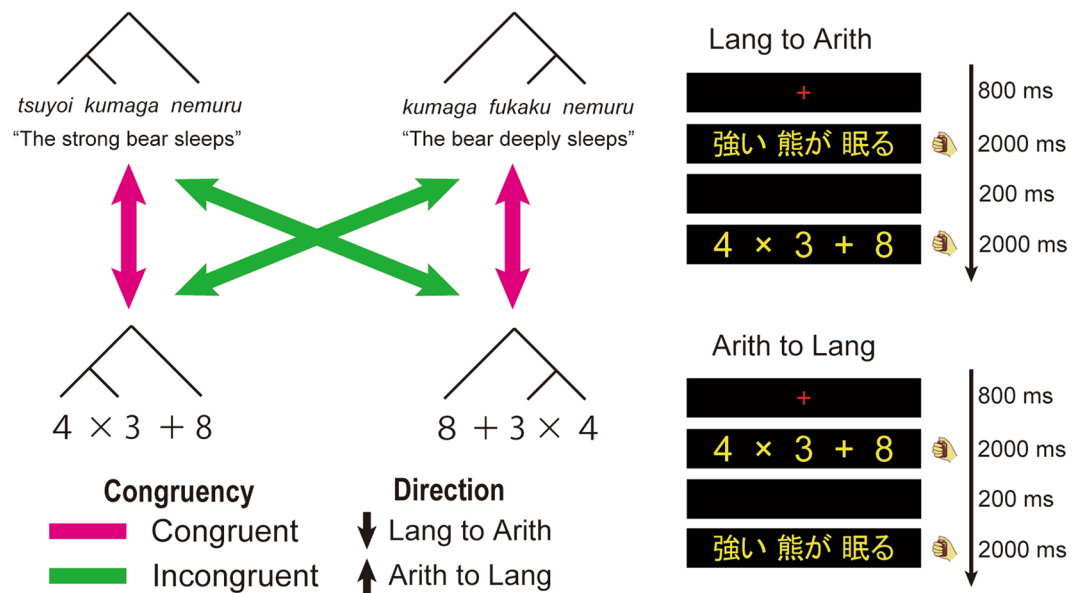 tsuyoi kumaga nemuru
"The strong bear sleeps"
kumaga fukaku nemuru
"The bear deeply sleeps"
4 × 3 + 8
8 + 3 × 4
Congruency
Congruent
Incongruent
Direction
Lang to Arith
Arith to Lang
Lang to Arith
+
800 ms
強い 熊が 眠る
2000 ms
200 ms
4 × 3 + 8
2000 ms
Arith to Lang
+
800 ms
4 × 3 + 8
2000 ms
200 ms
強い 熊が 眠る
2000 ms